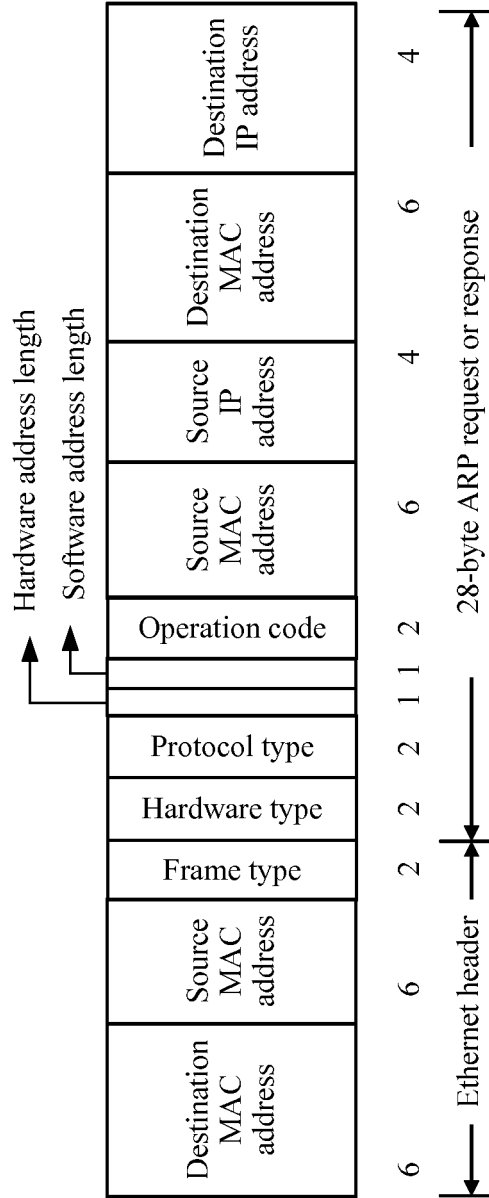 Hardware address length
Software address length
Destination
MAC
address
Source
MAC
address
Frame type
Hardware type
Protocol type
Operation code
Source
MAC
address
Source
IP
address
Destination
MAC
address
Destination
IP address
6
6
2
2
2
1
1
2
6
4
6
4
Ethernet header
28-byte ARP request or response